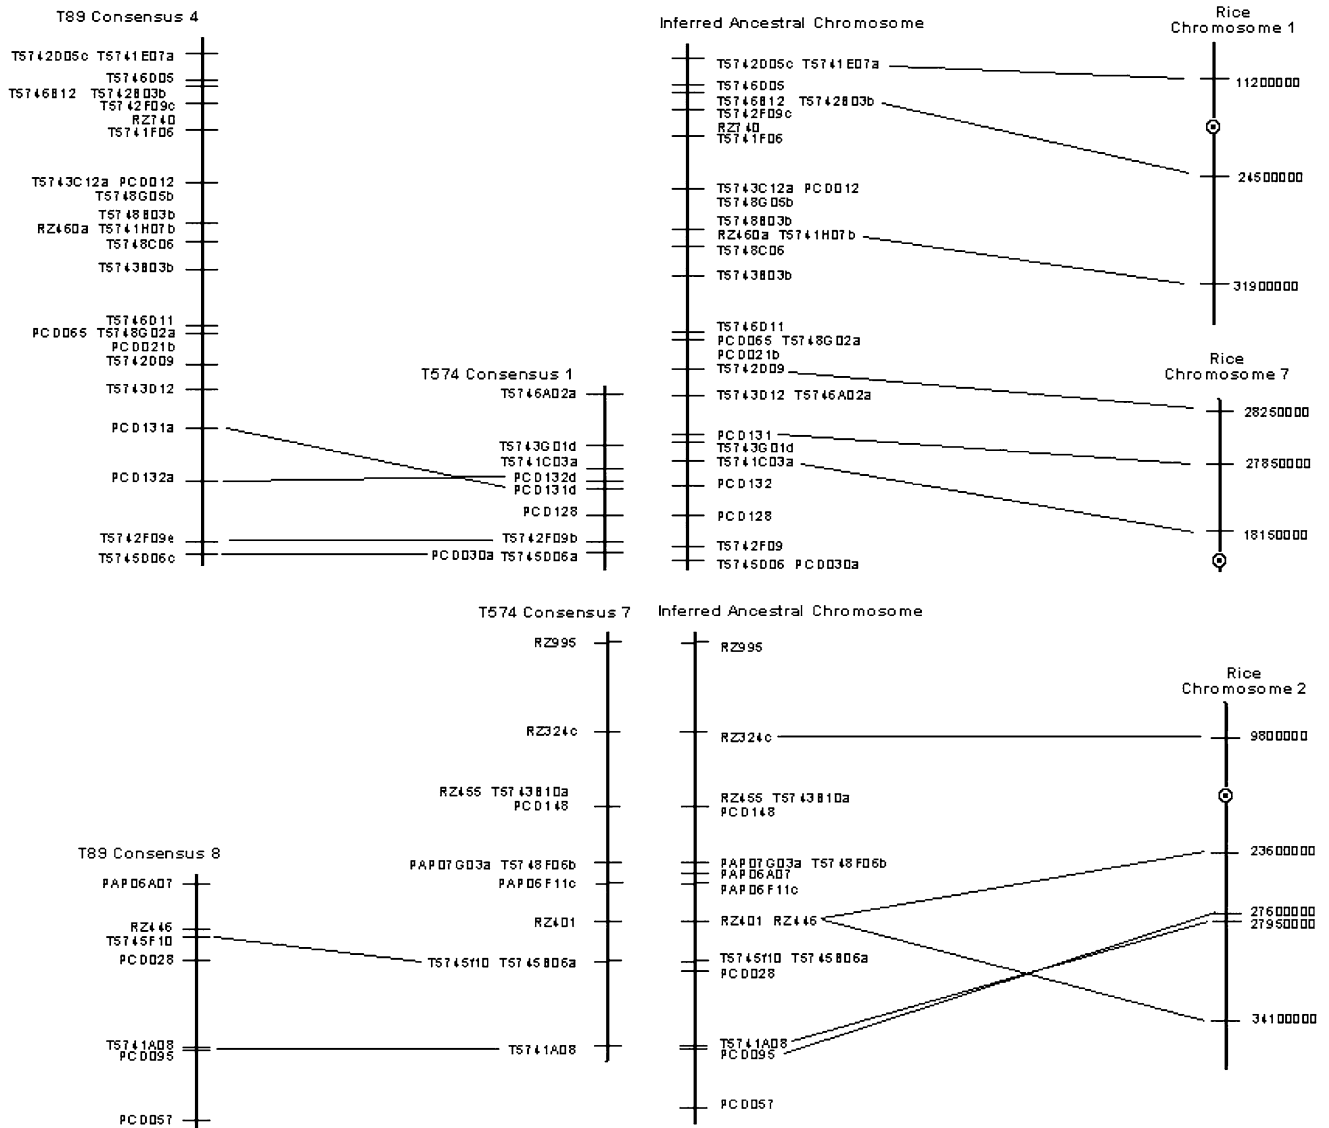 T89 Consensus 4
T5742D05c T5741E07a
T5746D05
T5746B12 T5742B03b
T5742F09c
RZ740
T5741F06
T5743C12a PCD012
T5748G05b
T5748B03b
RZ460a T5741H07b
T5748C06
T5743B03b
T5746D11
PCD065 T5748G02a
PCD021b
T5742D09
T5743D12
PCD131a
PCD132a
T5742F09e
T5745D06c
T574 Consensus 1
T5746A02a
T5743G01d
T5741C03a
PCD132d
PCD131d
PCD128
T5742F09b
PCD030a T5745D06a
Inferred Ancestral Chromosome
T5742D05c T5741E07a
T5746D05
T5746B12 T5742B03b
T5742F09c
RZ740
T5741F06
T5743C12a PCD012
T5748G05b
T5748B03b
RZ460a T5741H07b
T5748C06
T5743B03b
T5746D11
PCD065 T5748G02a
PCD021b
T5742D09
T5743D12 T5746A02a
PCD131
T5743G01d
T5741C03a
PCD132
PCD128
T5742F09
T5745D06 PCD030a
Rice
Chromosome 1
11200000
24500000
31900000
Rice
Chromosome 7
28250000
27850000
18150000
T89 Consensus 8
PAP06A07
RZ446
T5745F10
PCD028
T5741A08
PCD095
PCD057
T574 Consensus 7
RZ995
RZ324c
RZ455 T5743B10a
PCD148
PAP07G03a T5748F06b
PAP06F11c
RZ401
T5745f10 T5745B06a
T5741A08
Inferred Ancestral Chromosome
RZ995
RZ324c
RZ455 T5743B10a
PCD148
PAP07G03a T5748F06b
PAP06A07
PAP06F11c
RZ401 RZ446
T5745f10 T5745B06a
PCD028
T5741A08
PCD095
PCD057
Rice
Chromosome 2
9800000
23600000
27600000
27950000
34100000